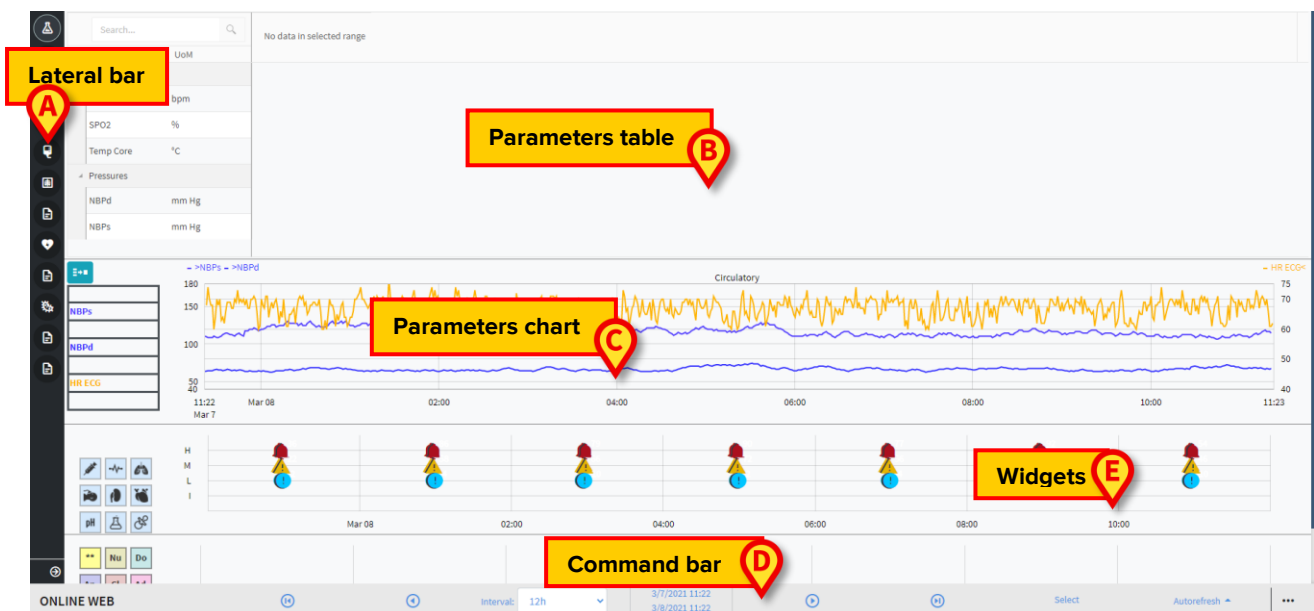 Search...
No data in selected range
UoM
Lateral bar
A
bpm
SPO2 %
Temp Core °C
Pressures
NBPd mm Hg
NBPs mm Hg
Parameters table
B
>NBPs >NBPd
Circulatory
HR ECG<
180
150
100
50
40
75
70
60
50
40
NBPs
NBPd
HR ECG
Parameters chart
C
11:22 Mar 08 02:00 04:00 06:00 08:00 10:00 11:23
Mar 7
H
M
L
I
pH
Widgets
E
Mar 08 02:00 04:00 06:00 08:00 10:00
** Nu Do
Command bar
D
ONLINE WEB
Interval: 12h
3/7/2021 11:22
3/8/2021 11:22
Select
Autorefresh
...